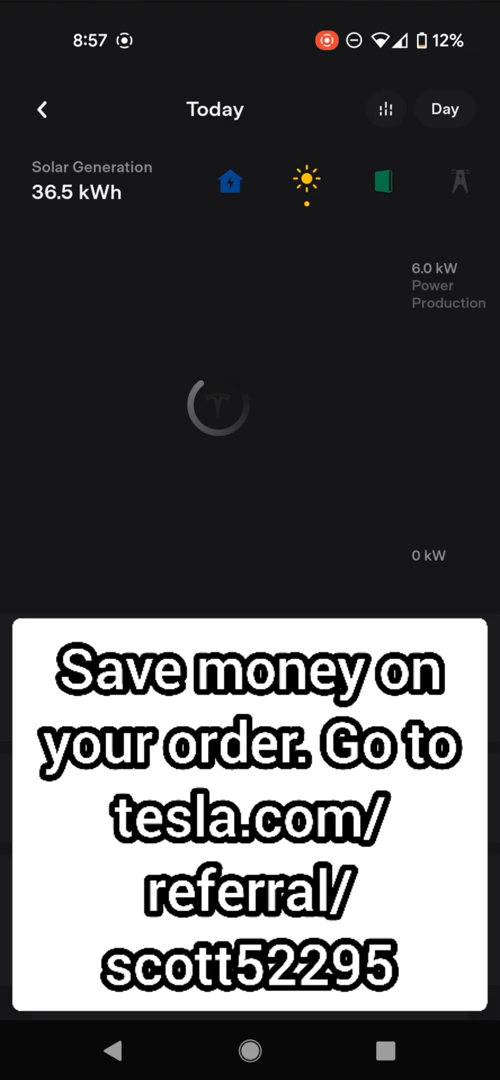 8:57 12%
Today Day
Solar Generation
36.5 kWh
6.0 kW
Power
Production
0 kW
Save money on
your order. Go to
tesla.com/
referral/
scott52295